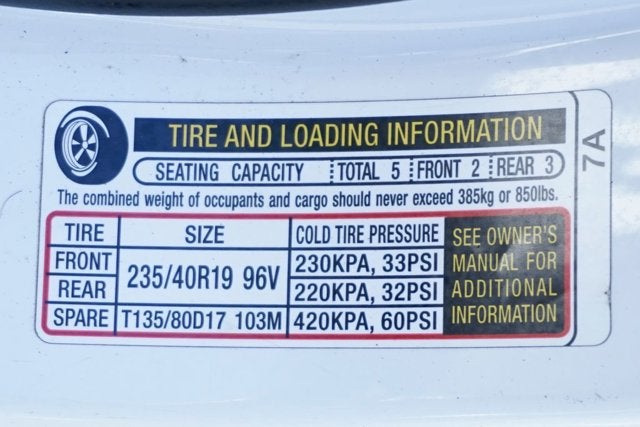 TIRE AND LOADING INFORMATION
SEATING CAPACITY TOTAL 5 FRONT 2 REAR 3
The combined weight of occupants and cargo should never exceed 385kg or 850lbs.
TIRE SIZE COLD TIRE PRESSURE SEE OWNER'S MANUAL FOR ADDITIONAL INFORMATION
FRONT 235/40R19 96V 230KPA, 33PSI
REAR 220KPA, 32PSI
SPARE T135/80D17 103M 420KPA, 60PSI
7A